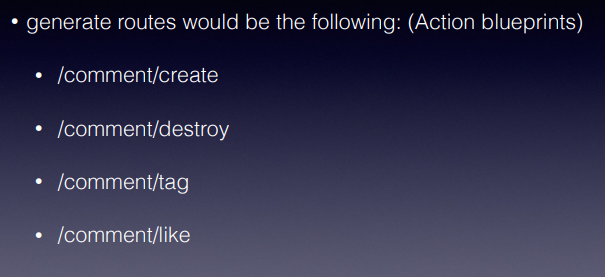 • generate routes would be the following: (Action blueprints)
• /comment/create
• /comment/destroy
• /comment/tag
• /comment/like